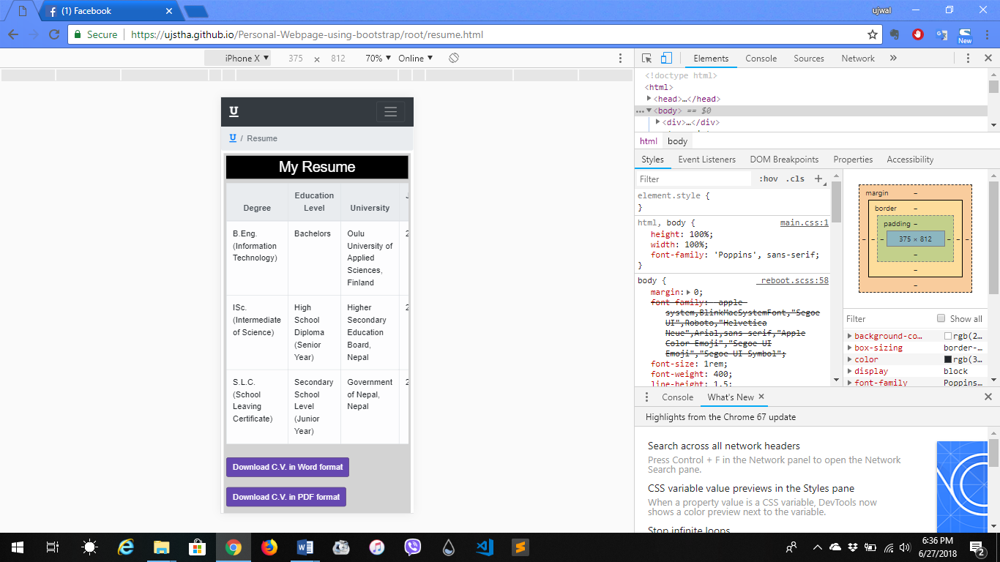 (1) Facebook
ujwal
Secure
https://ujstha.github.io/Personal-Webpage-using-bootstrap/root/resume.html
New
iPhone X ▾ 375 × 812 70% ▾ Online ▾
U
U / Resume
My Resume
Degree
Education Level
University
B.Eng. (Information Technology)
Bachelors
Oulu University of Applied Sciences, Finland
2
ISc. (Intermediate of Science)
High School Diploma (Senior Year)
Higher Secondary Education Board, Nepal
2
S.L.C. (School Leaving Certificate)
Secondary School Level (Junior Year)
Government of Nepal, Nepal
2
Download C.V. in Word format
Download C.V. in PDF format
Elements Console Sources Network »
<!doctype html>
<html>
▶<head>…</head>
…▼<body> == $0
▶<div>…</div>
html body
Styles Event Listeners DOM Breakpoints Properties Accessibility
Filter :hov .cls +
element.style {
}
html, body { main.css:1
height: 100%;
width: 100%;
font-family: 'Poppins', sans-serif;
}
body { _reboot.scss:58
margin:▶ 0;
font-family: -apple-
system,BlinkMacSystemFont,"Segoe
UI",Roboto,"Helvetica
Neue",Arial,sans-serif,"Apple
Color Emoji","Segoe UI
Emoji","Segoe UI Symbol";
font-size: 1rem;
font-weight: 400;
line-height: 1.5;
margin –
border –
padding –
– – – 375 × 812 – – –
–
–
–
Filter Show all
▶ background-co… rgb(2…
▶ box-sizing border-…
▶ color rgb(3…
▶ display block
▶ font-family Poppins…
Console What's New ×
Highlights from the Chrome 67 update
Search across all network headers
Press Control + F in the Network panel to open the Network
Search pane.
CSS variable value previews in the Styles pane
When a property value is a CSS variable, DevTools now
shows a color preview next to the variable.
Stop infinite loops
6:36 PM
6/27/2018
2